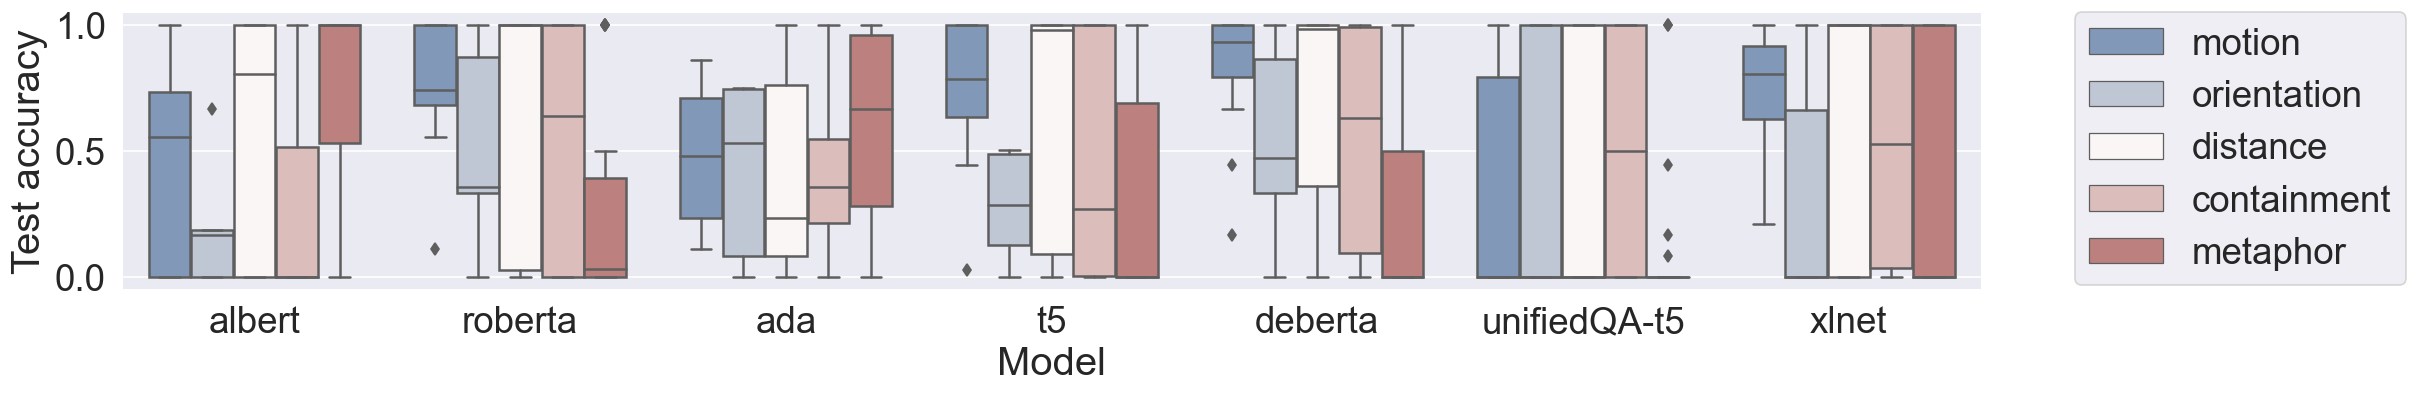 Test accuracy
1.0
0.5
0.0
albert roberta ada t5 deberta unifiedQA-t5 xlnet
Model
motion
orientation
distance
containment
metaphor